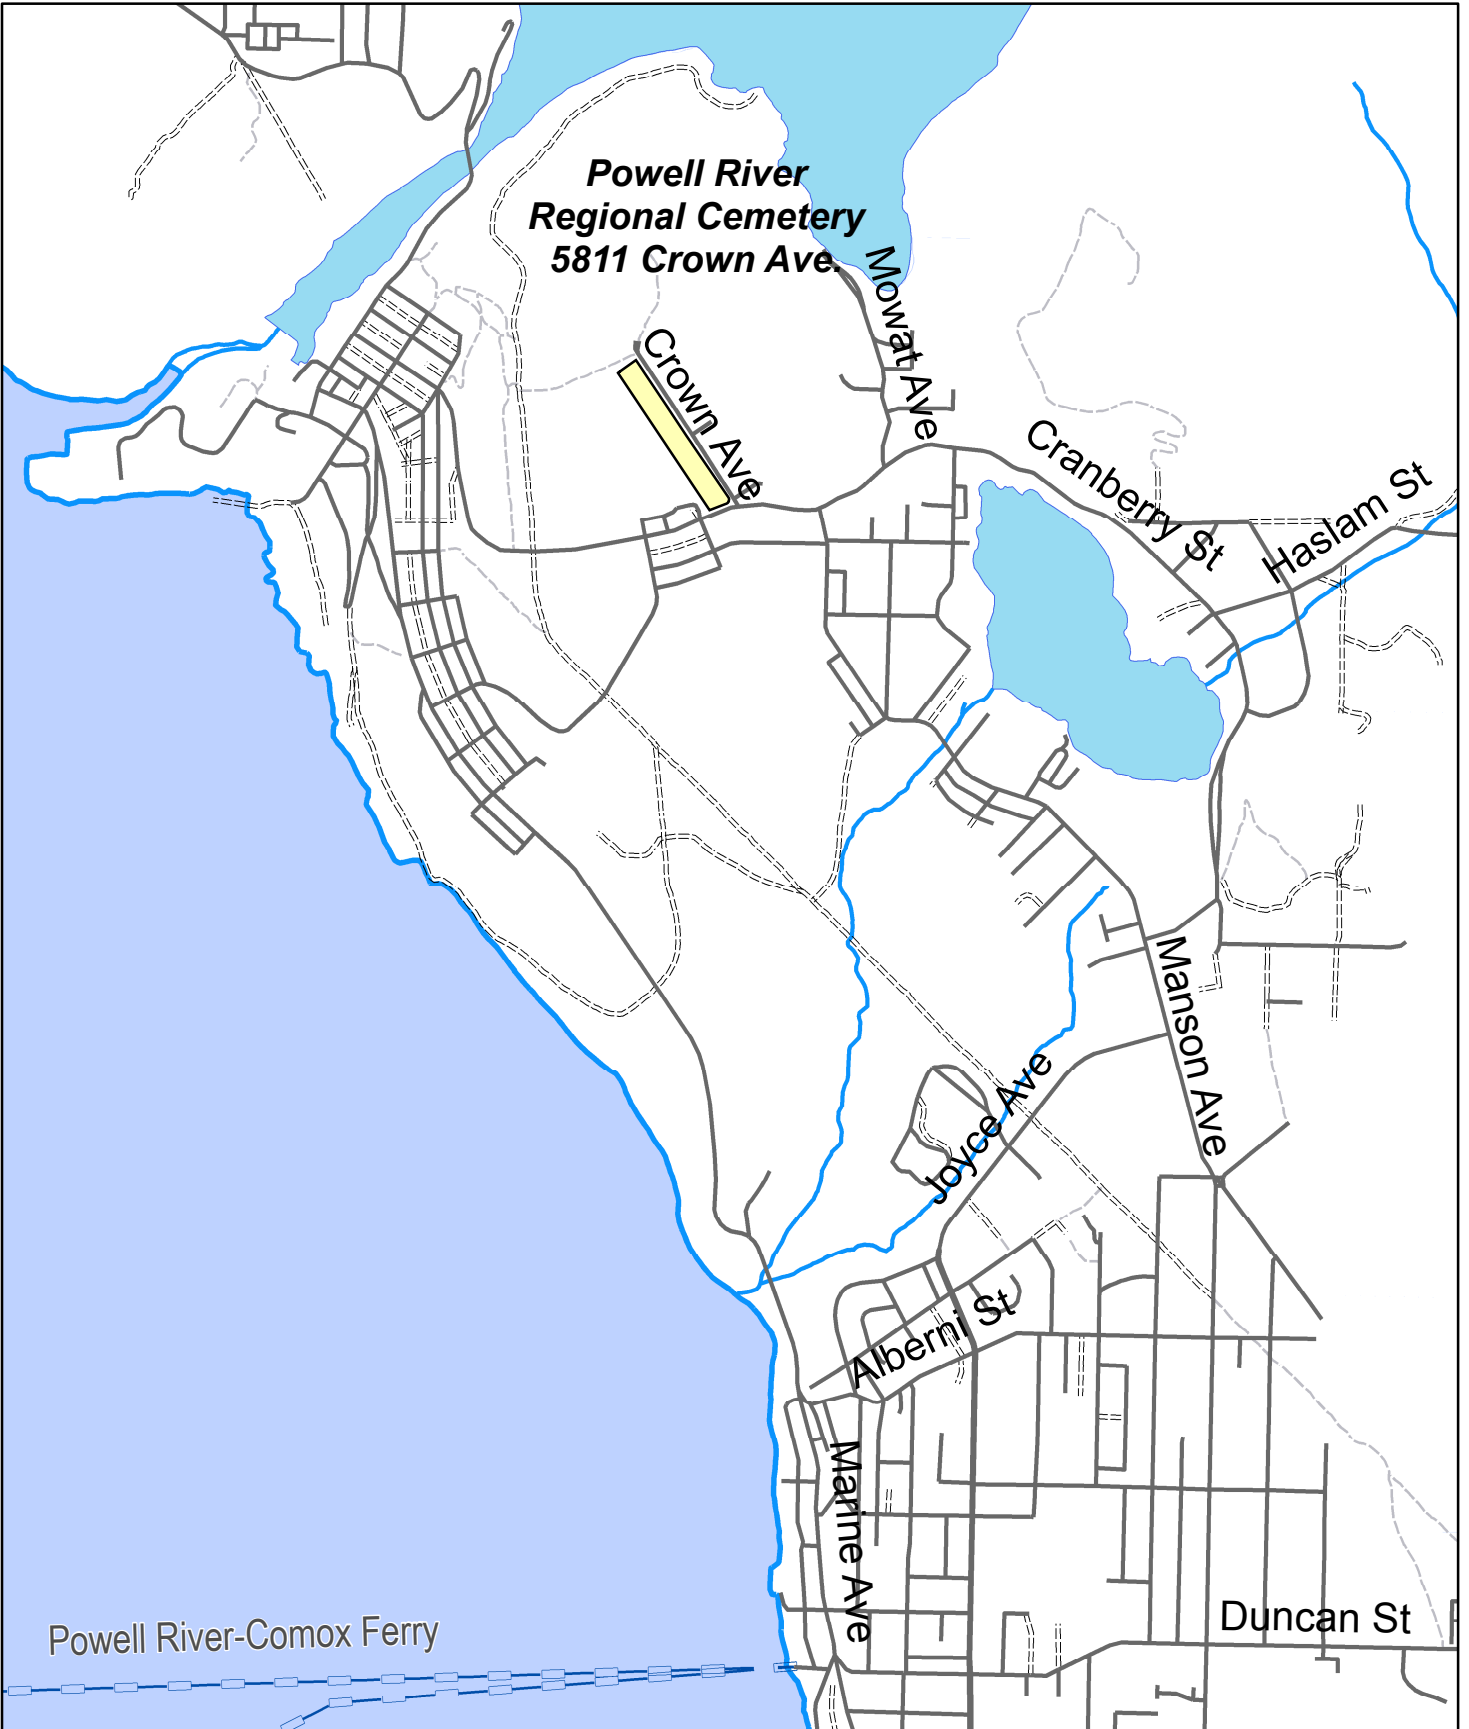 Powell River
Regional Cemetery
5811 Crown Ave.
Mowat Ave
Crown Ave
Cranberry St
Haslam St
Manson Ave
Joyce Ave
Alberni St
Marine Ave
Duncan St
Powell River-Comox Ferry